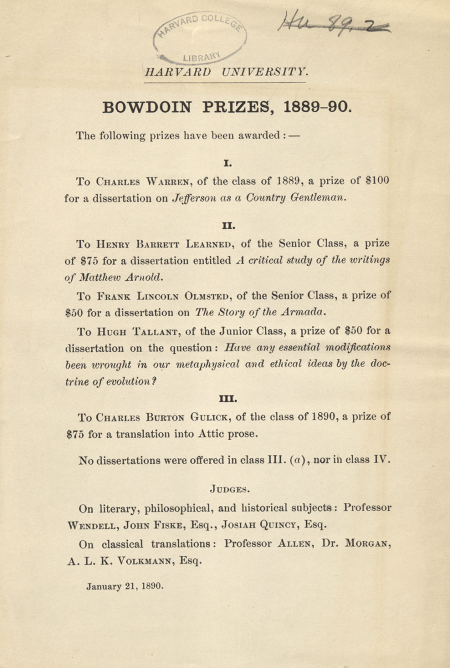 HARVARD COLLEGE
LIBRARY
Hu 89.2
HARVARD UNIVERSITY.
BOWDOIN PRIZES, 1889-90.
The following prizes have been awarded : —
I.
To CHARLES WARREN, of the class of 1889, a prize of $100
for a dissertation on Jefferson as a Country Gentleman.
II.
To HENRY BARRETT LEARNED, of the Senior Class, a prize
of $75 for a dissertation entitled A critical study of the writings
of Matthew Arnold.
To FRANK LINCOLN OLMSTED, of the Senior Class, a prize of
$50 for a dissertation on The Story of the Armada.
To HUGH TALLANT, of the Junior Class, a prize of $50 for a
dissertation on the question : Have any essential modifications
been wrought in our metaphysical and ethical ideas by the doc-
trine of evolution?
III.
To CHARLES BURTON GULICK, of the class of 1890, a prize of
$75 for a translation into Attic prose.
No dissertations were offered in class III. (a), nor in class IV.
JUDGES.
On literary, philosophical, and historical subjects : Professor
WENDELL, JOHN FISKE, Esq., JOSIAH QUINCY, Esq.
On classical translations : Professor ALLEN, Dr. MORGAN,
A. L. K. VOLKMANN, Esq.
January 21, 1890.